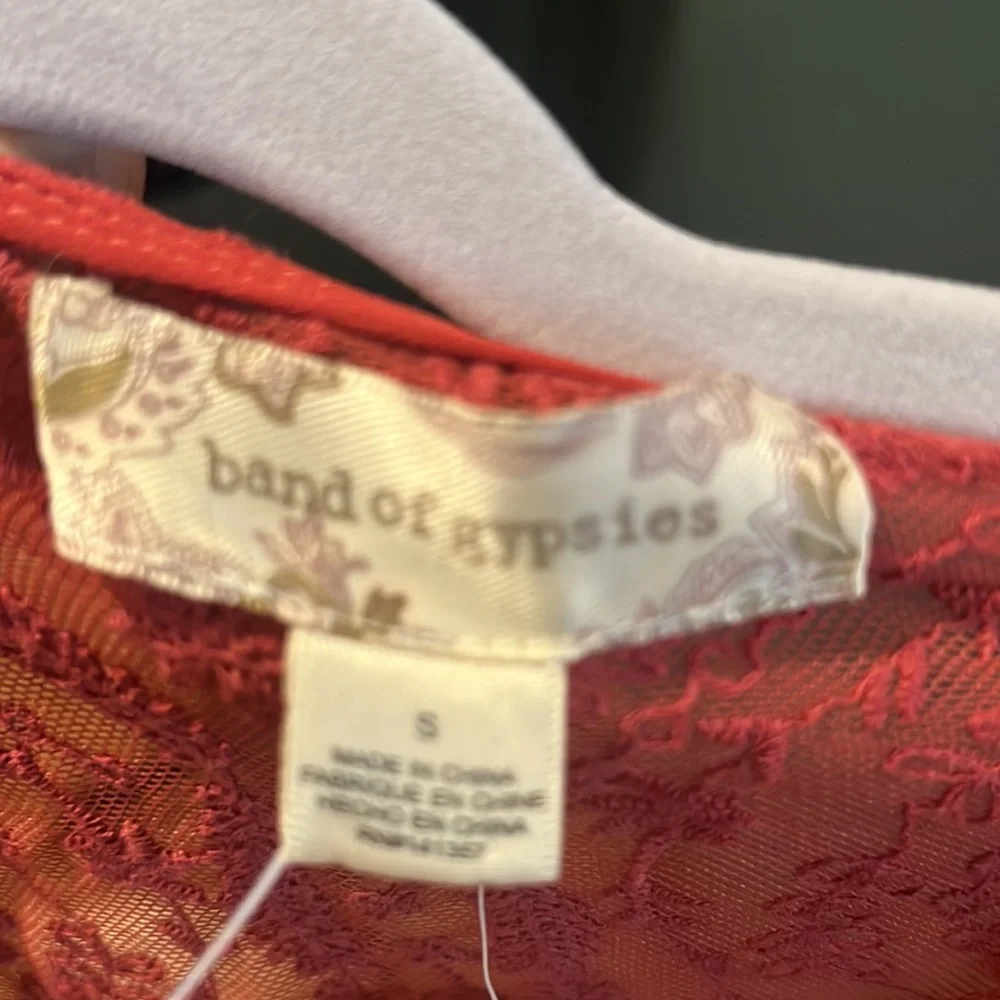 band of gypsies
S
MADE IN CHINA
FABRIQUE EN CHINE
HECHO EN CHINA